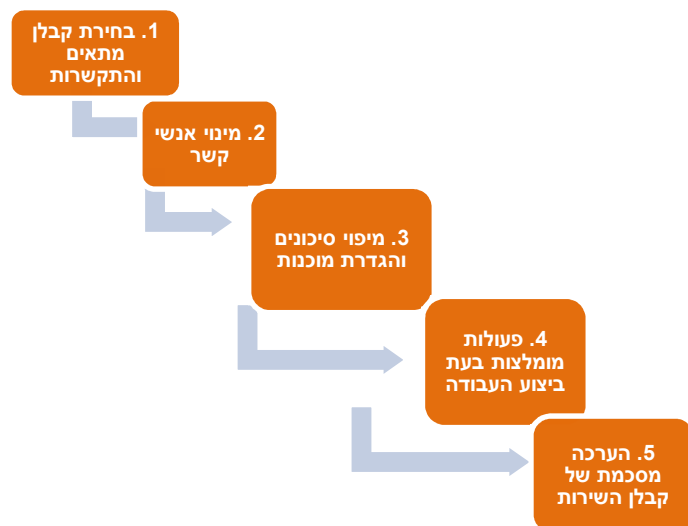 1. בחירת קבלן
מתאים
והתקשרות
2. מינוי אנשי
קשר
3. מיפוי סיכונים
והגדרת מוכנות
4. פעולות
מומלצות בעת
ביצוע העבודה
5. הערכה
מסכמת של
קבלן השירות